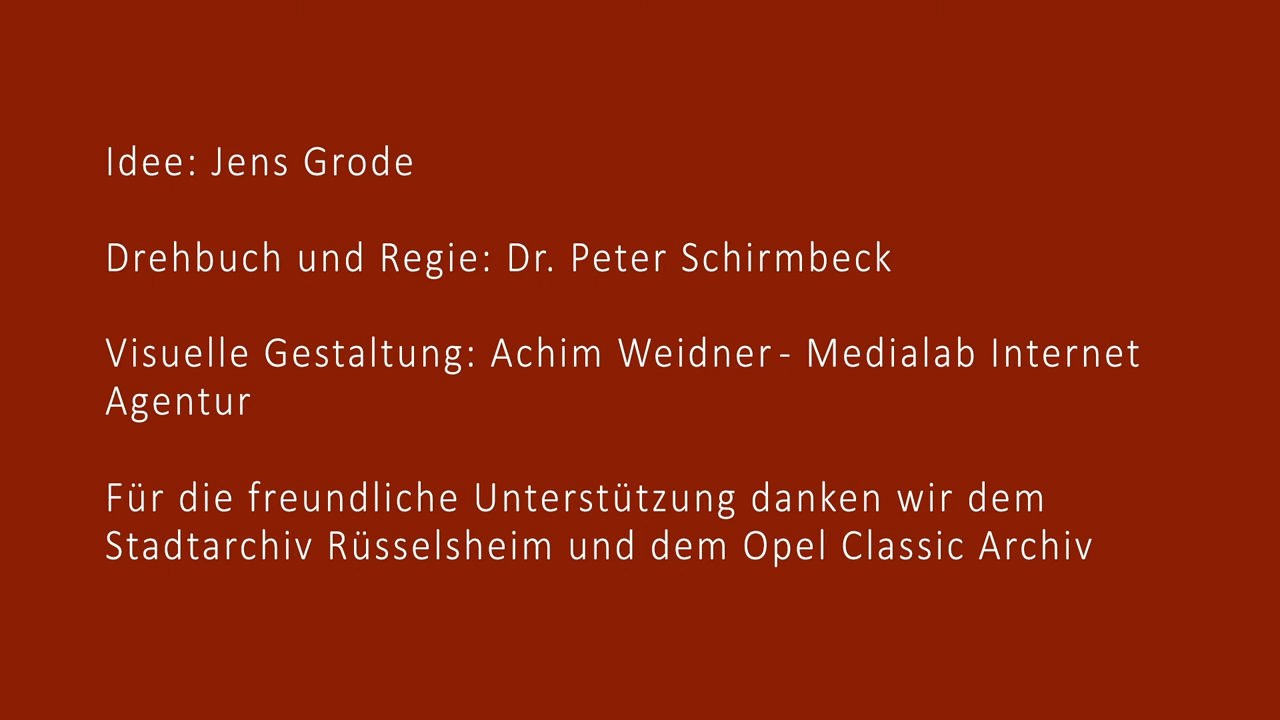 Idee: Jens Grode
Drehbuch und Regie: Dr. Peter Schirmbeck
Visuelle Gestaltung: Achim Weidner - Medialab Internet
Agentur
Für die freundliche Unterstützung danken wir dem
Stadtarchiv Rüsselsheim und dem Opel Classic Archiv